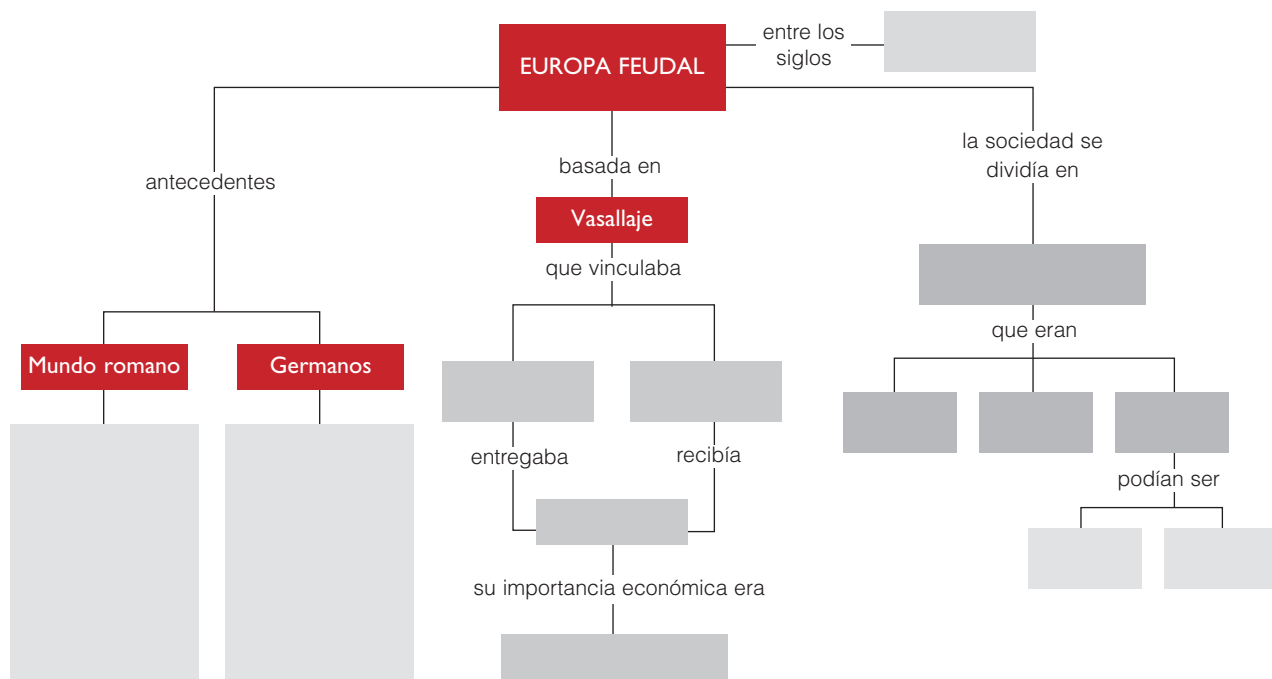 EUROPA FEUDAL
entre los
siglos
antecedentes
basada en
la sociedad se
dividía en
Vasallaje
que vinculaba
que eran
Mundo romano
Germanos
entregaba
recibía
podían ser
su importancia económica era